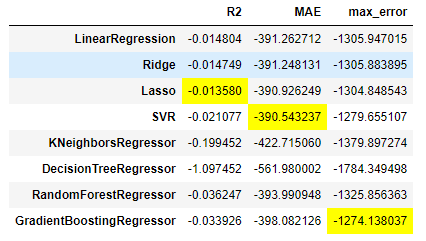 R2 MAE max_error
LinearRegression -0.014804 -391.262712 -1305.947015
Ridge -0.014749 -391.248131 -1305.883895
Lasso -0.013580 -390.926249 -1304.848543
SVR -0.021077 -390.543237 -1279.655107
KNeighborsRegressor -0.199452 -422.715060 -1379.897274
DecisionTreeRegressor -1.097452 -561.980002 -1784.349498
RandomForestRegressor -0.036247 -393.990948 -1325.856363
GradientBoostingRegressor -0.033926 -398.082126 -1274.138037